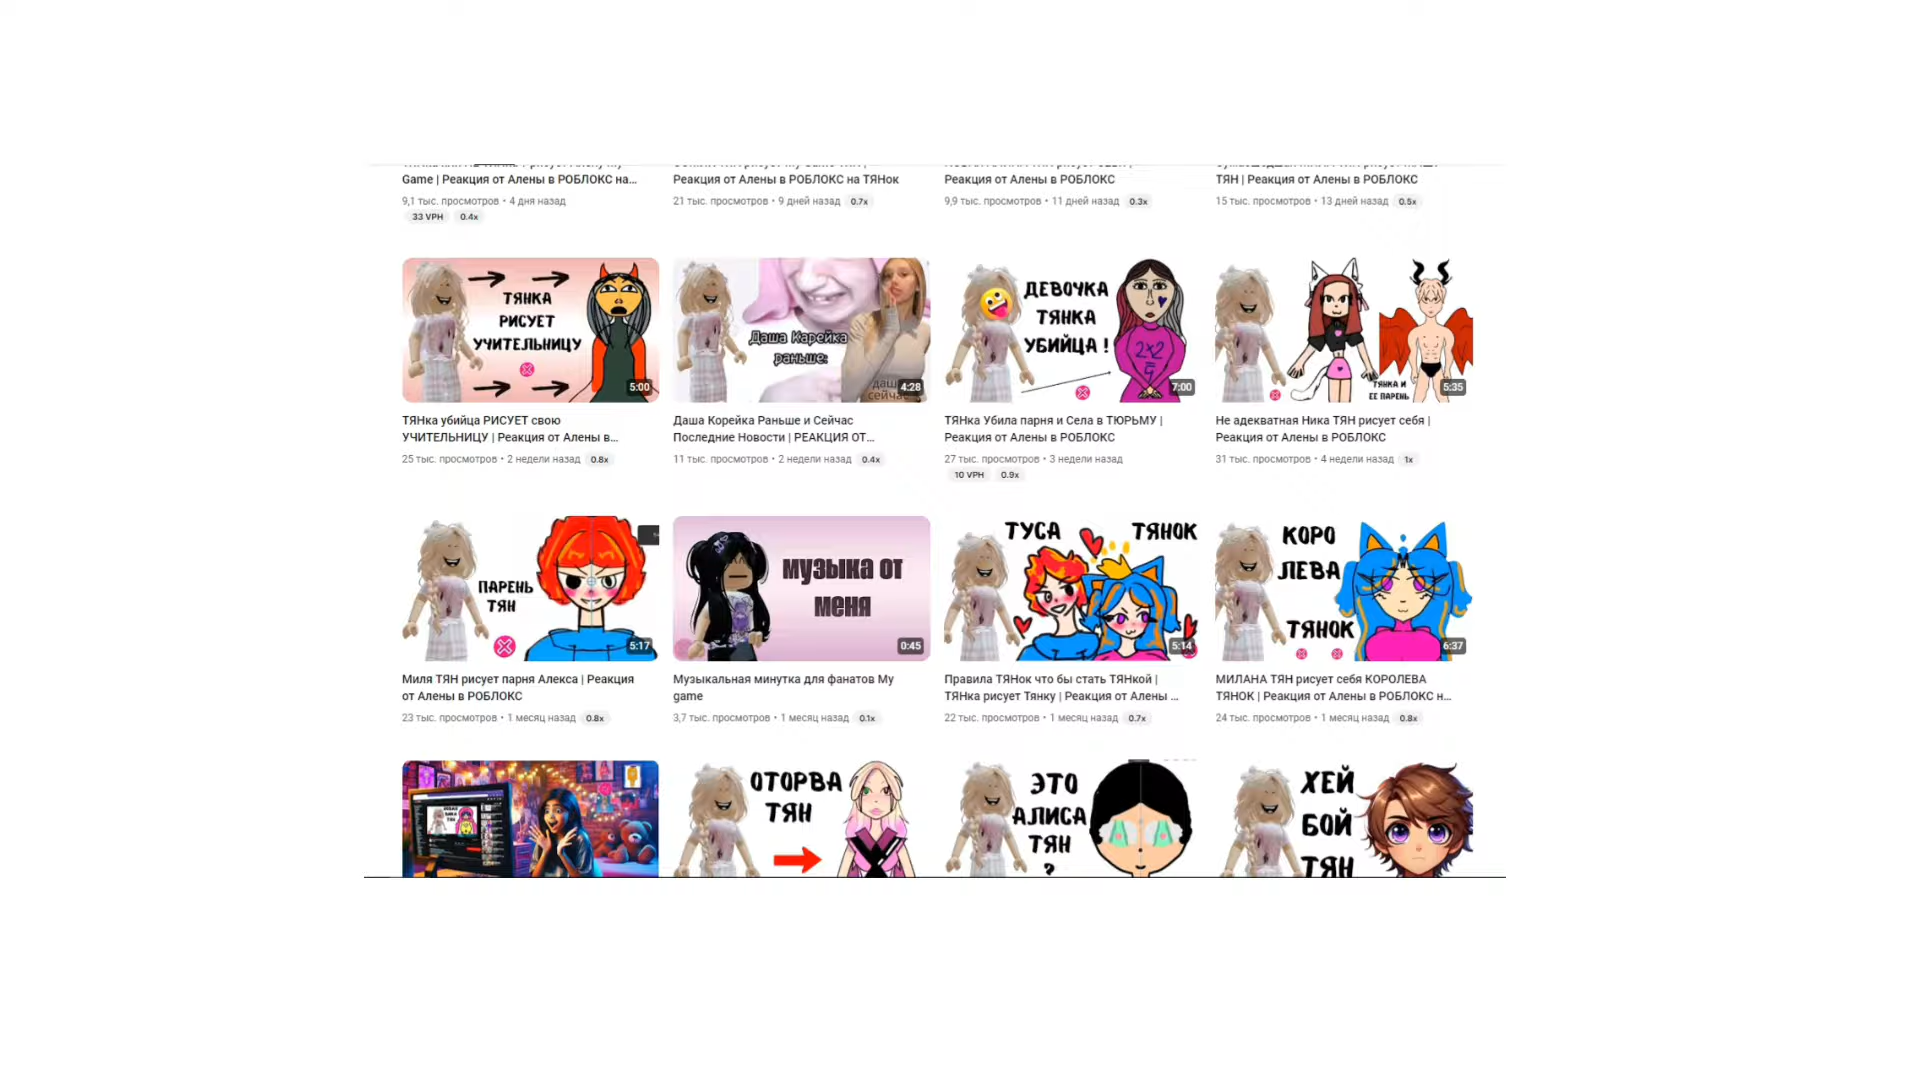 Game | Реакция от Алены в РОБЛОКС на...
Реакция от Алены в РОБЛОКС на ТЯНок
Реакция от Алены в РОБЛОКС
ТЯН | Реакция от Алены в РОБЛОКС
9,1 тыс. просмотров • 4 дня назад
33 VPH 0.4x
21 тыс. просмотров • 9 дней назад 0.7x
9,9 тыс. просмотров • 11 дней назад 0.3x
15 тыс. просмотров • 13 дней назад 0.5x
ТЯНКА
РИСУЕТ
УЧИТЕЛЬНИЦУ
5:00
Даша Карейка
раньше:
даша
сейчас
4:28
ДЕВОЧКА
ТЯНКА
УБИЙЦА !
2x2
5
7:00
ТЯНКА И
ЕЕ ПАРЕНЬ
5:35
ТЯНка убийца РИСУЕТ свою
УЧИТЕЛЬНИЦУ | Реакция от Алены в...
25 тыс. просмотров • 2 недели назад 0.8x
Даша Корейка Раньше и Сейчас
Последние Новости | РЕАКЦИЯ ОТ...
11 тыс. просмотров • 2 недели назад 0.4x
ТЯНка Убила парня и Села в ТЮРЬМУ |
Реакция от Алены в РОБЛОКС
27 тыс. просмотров • 3 недели назад
10 VPH 0.9x
Не адекватная Ника ТЯН рисует себя |
Реакция от Алены в РОБЛОКС
31 тыс. просмотров • 4 недели назад 1x
ПАРЕНЬ
ТЯН
5:17
музыка от
меня
0:45
ТУСА ТЯНОК
5:14
КОРО
ЛЕВА
ТЯНОК
6:37
Миля ТЯН рисует парня Алекса | Реакция
от Алены в РОБЛОКС
23 тыс. просмотров • 1 месяц назад 0.8x
Музыкальная минутка для фанатов My
game
3,7 тыс. просмотров • 1 месяц назад 0.1x
Правила ТЯНок что бы стать ТЯНкой |
ТЯНка рисует Тянку | Реакция от Алены ...
22 тыс. просмотров • 1 месяц назад 0.7x
МИЛАНА ТЯН рисует себя КОРОЛЕВА
ТЯНОК | Реакция от Алены в РОБЛОКС н...
24 тыс. просмотров • 1 месяц назад 0.8x
ОТОРВА
ТЯН
ЭТО
АЛИСА
ТЯН
?
ХЕЙ
БОЙ
ТЯН